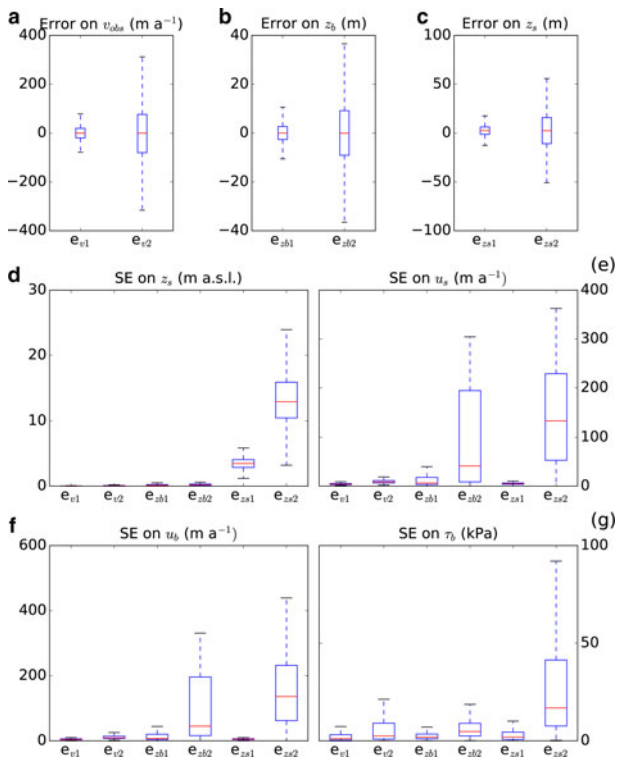 a Error on v_obs (m a⁻¹)
b Error on z_b (m)
c Error on z_s (m)
400
200
0
−200
−400
40
20
0
−20
−40
100
50
0
−50
−100
e_v1 e_v2
e_zb1 e_zb2
e_zs1 e_zs2
d SE on z_s (m a.s.l.)
SE on u_s (m a⁻¹) (e)
30
20
10
0
400
300
200
100
0
e_v1 e_v2 e_zb1 e_zb2 e_zs1 e_zs2
e_v1 e_v2 e_zb1 e_zb2 e_zs1 e_zs2
f SE on u_b (m a⁻¹)
SE on τ_b (kPa) (g)
600
400
200
0
100
50
0
e_v1 e_v2 e_zb1 e_zb2 e_zs1 e_zs2
e_v1 e_v2 e_zb1 e_zb2 e_zs1 e_zs2